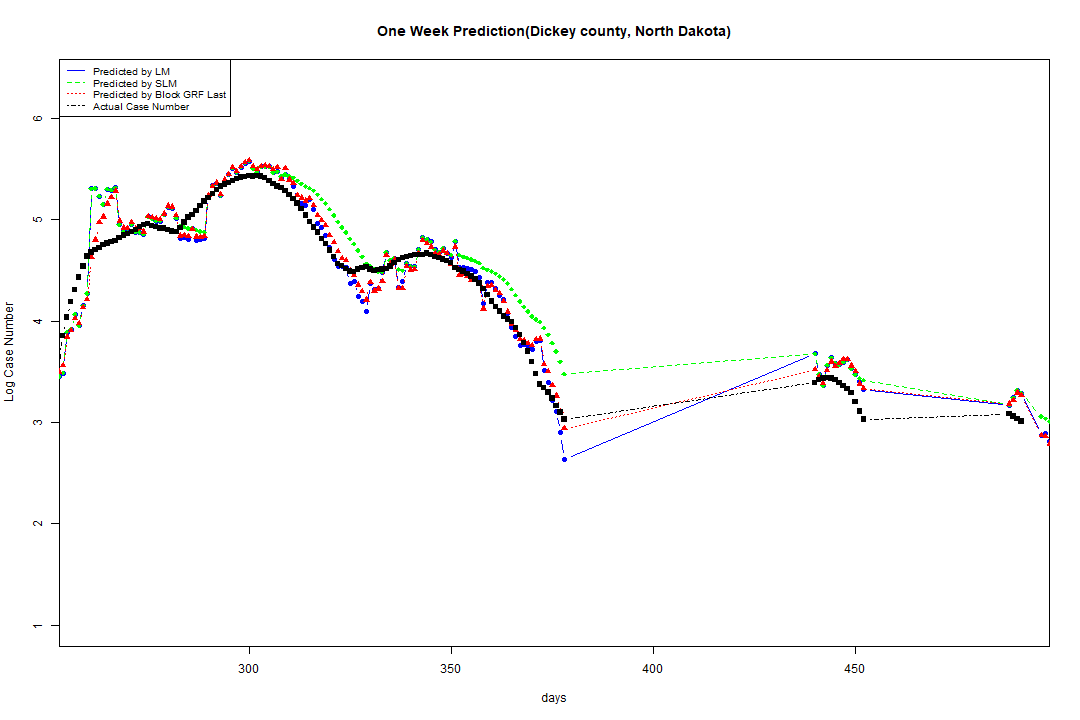 One Week Prediction(Dickey county, North Dakota)
Predicted by LM
Predicted by SLM
Predicted by Block GRF Last
Actual Case Number
6
5
4
3
2
1
Log Case Number
300 350 400 450
days